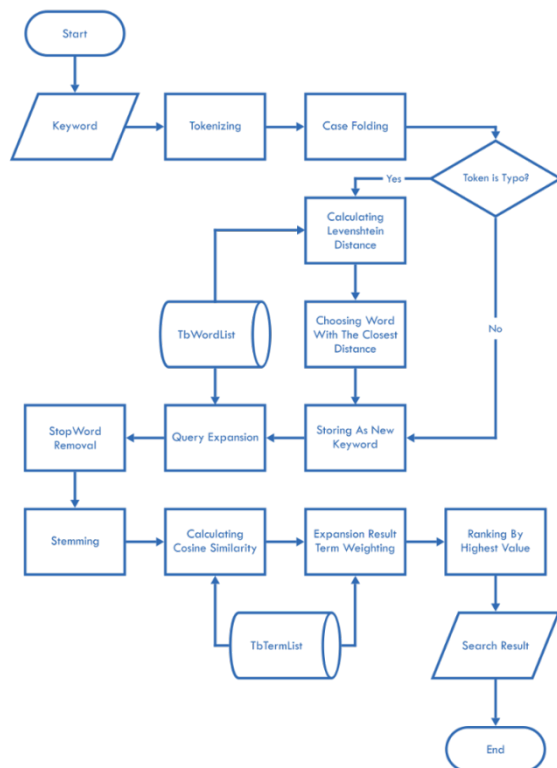 Start
Keyword
Tokenizing
Case Folding
Token is Typo?
Yes
Calculating
Levenshtein
Distance
TbWordList
Choosing Word
With The Closest
Distance
No
StopWord
Removal
Query Expansion
Storing As New
Keyword
Stemming
Calculating
Cosine Similarity
Expansion Result
Term Weighting
Ranking By
Highest Value
TbTermList
Search Result
End